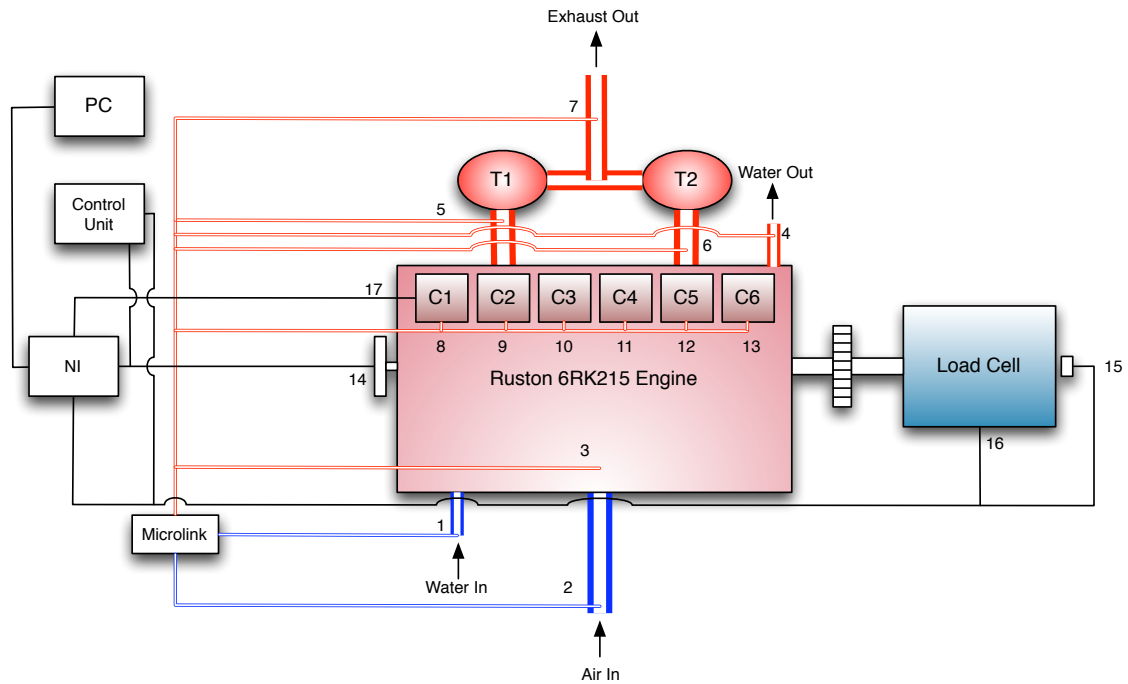 Exhaust Out
7
PC
T1
T2
Water Out
Control
Unit
5
4
6
17
C1
C2
C3
C4
C5
C6
8
9
10
11
12
13
NI
14
Ruston 6RK215 Engine
Load Cell
15
16
3
Microlink
1
Water In
2
Air In